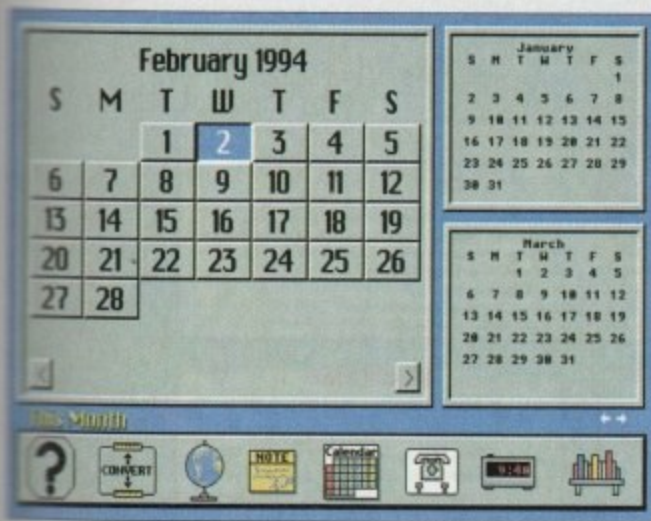 February 1994
S M T W T F S
1 2 3 4 5
6 7 8 9 10 11 12
13 14 15 16 17 18 19
20 21 22 23 24 25 26
27 28
< >
January
S M T W T F S
1
2 3 4 5 6 7 8
9 10 11 12 13 14 15
16 17 18 19 20 21 22
23 24 25 26 27 28 29
30 31
March
S M T W T F S
1 2 3 4 5
6 7 8 9 10 11 12
13 14 15 16 17 18 19
20 21 22 23 24 25 26
27 28 29 30 31
This Month
?
CONVERT
NOTE
Calendar